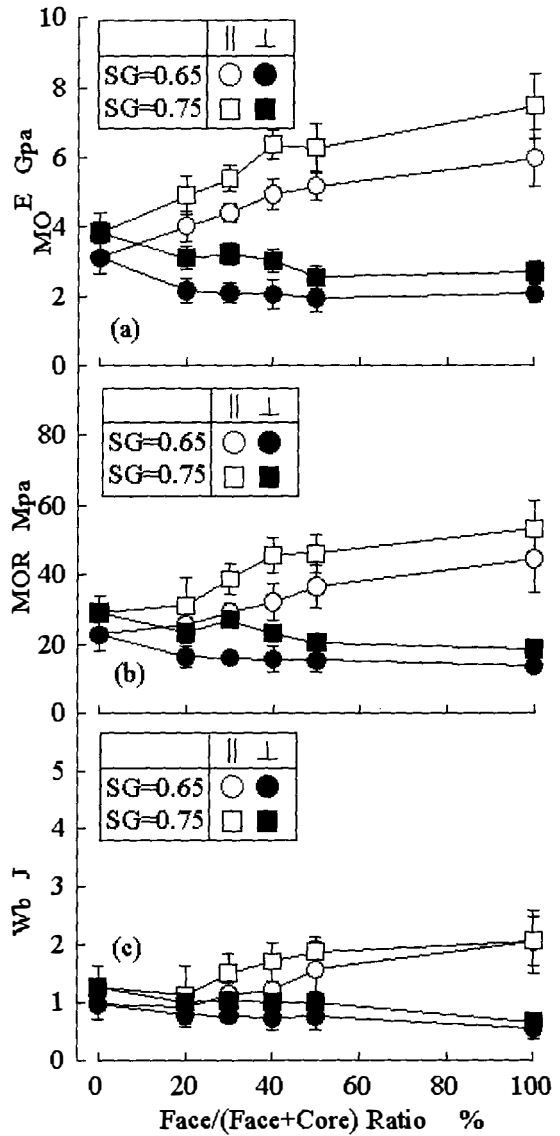 10
8
6
4
2
0
MO E Gpa
|| ⊥
SG=0.65
SG=0.75
(a)
80
60
40
20
0
MOR Mpa
|| ⊥
SG=0.65
SG=0.75
(b)
5
4
3
2
1
0
Wb J
|| ⊥
SG=0.65
SG=0.75
(c)
0 20 40 60 80 100
Face/(Face+Core) Ratio %